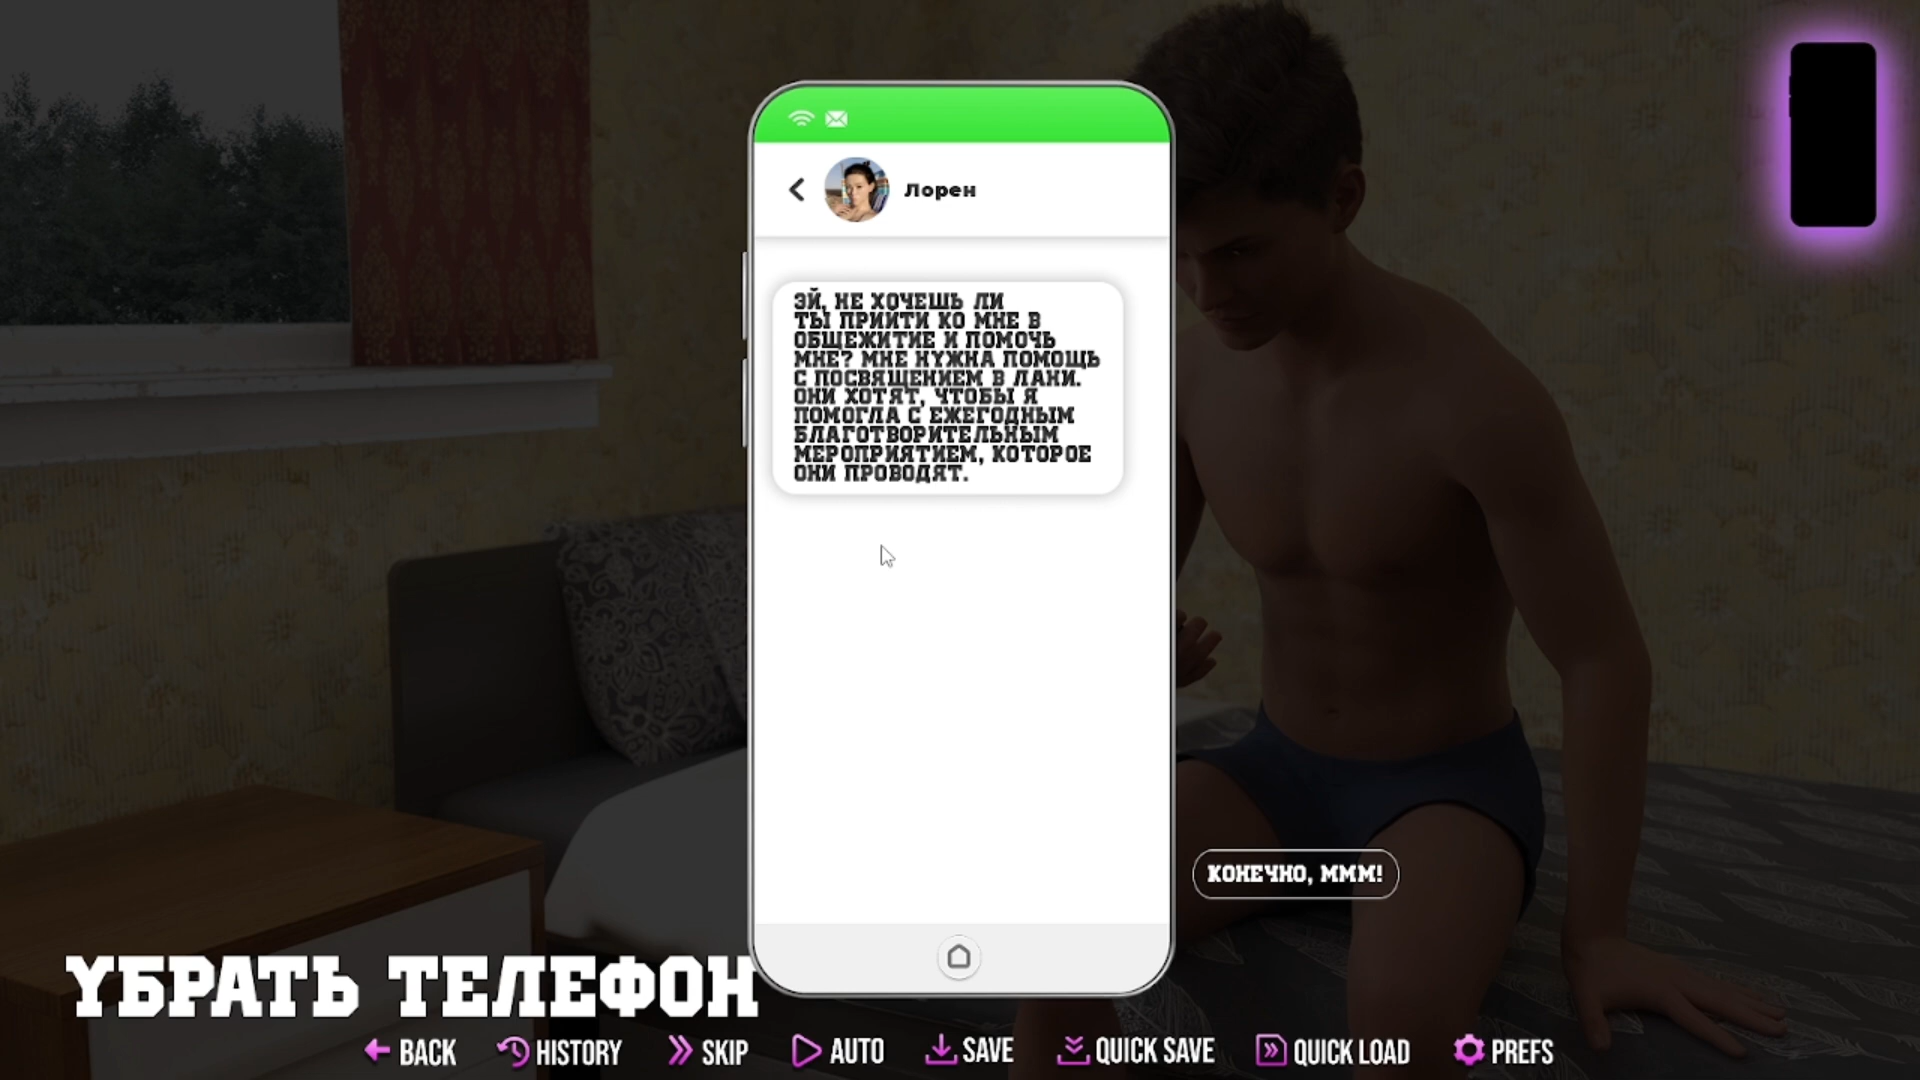 Лорен
ЭЙ, НЕ ХОЧЕШЬ ЛИ
ТЫ ПРИЙТИ КО МНЕ В
ОБЩЕЖИТИЕ И ПОМОЧЬ
МНЕ? МНЕ НУЖНА ПОМОЩЬ
С ПОСВЯЩЕНИЕМ В ЛАНИ.
ОНИ ХОТЯТ, ЧТОБЫ Я
ПОМОГЛА С ЕЖЕГОДНЫМ
БЛАГОТВОРИТЕЛЬНЫМ
МЕРОПРИЯТИЕМ, КОТОРОЕ
ОНИ ПРОВОДЯТ.
КОНЕЧНО, МММ!
УБРАТЬ ТЕЛЕФОН
BACK HISTORY SKIP AUTO SAVE QUICK SAVE QUICK LOAD PREFS